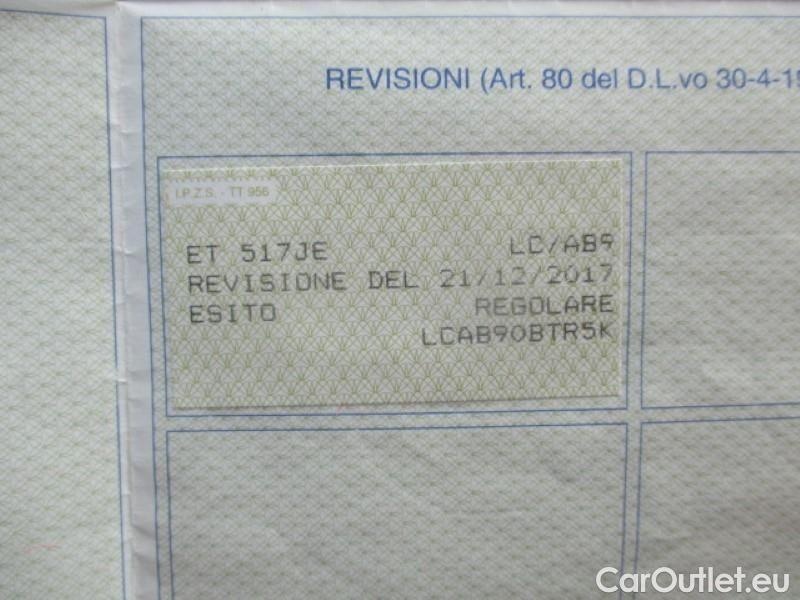 REVISIONI (Art. 80 del D.L.vo 30-4-19
I.P.Z.S. - TT 956
ET 517JE LC/AB9
REVISIONE DEL 21/12/2017
ESITO REGOLARE
LCAB90BTR5K
CarOutlet.eu